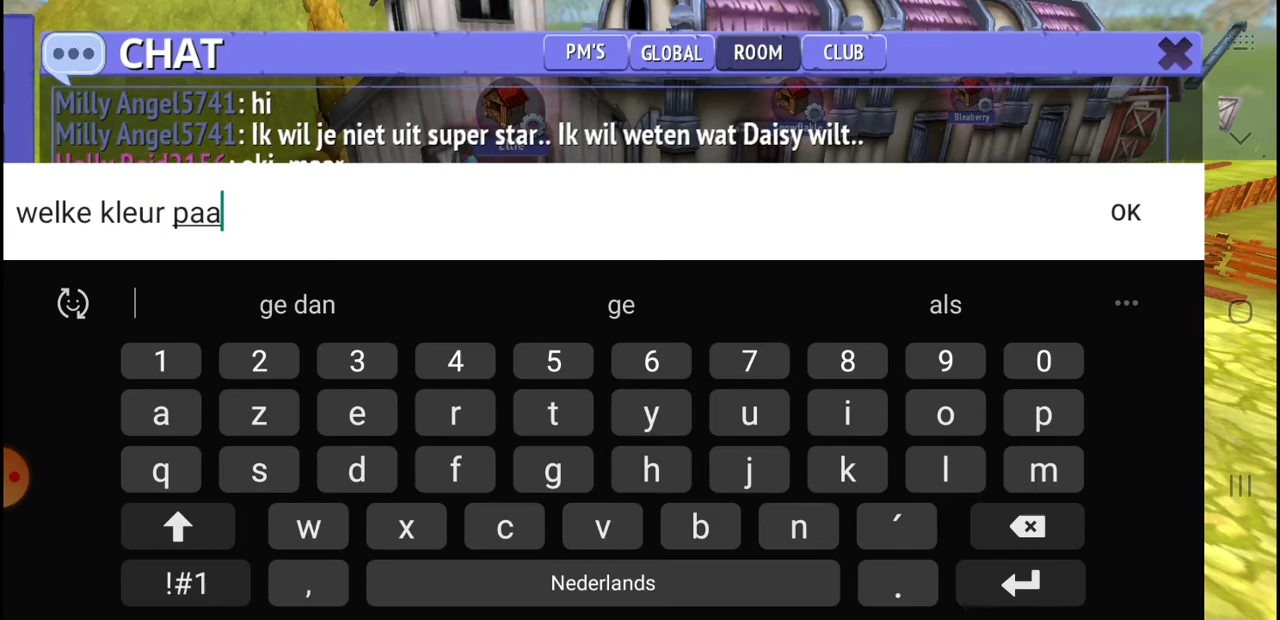 CHAT
PM'S GLOBAL ROOM CLUB
Milly Angel5741: hi
Milly Angel5741: Ik wil je niet uit super star.. Ik wil weten wat Daisy wilt..
Ellie
Bleaberry
welke kleur paa
OK
ge dan ge als
1 2 3 4 5 6 7 8 9 0
a z e r t y u i o p
q s d f g h j k l m
w x c v b n ´
!#1 , Nederlands .